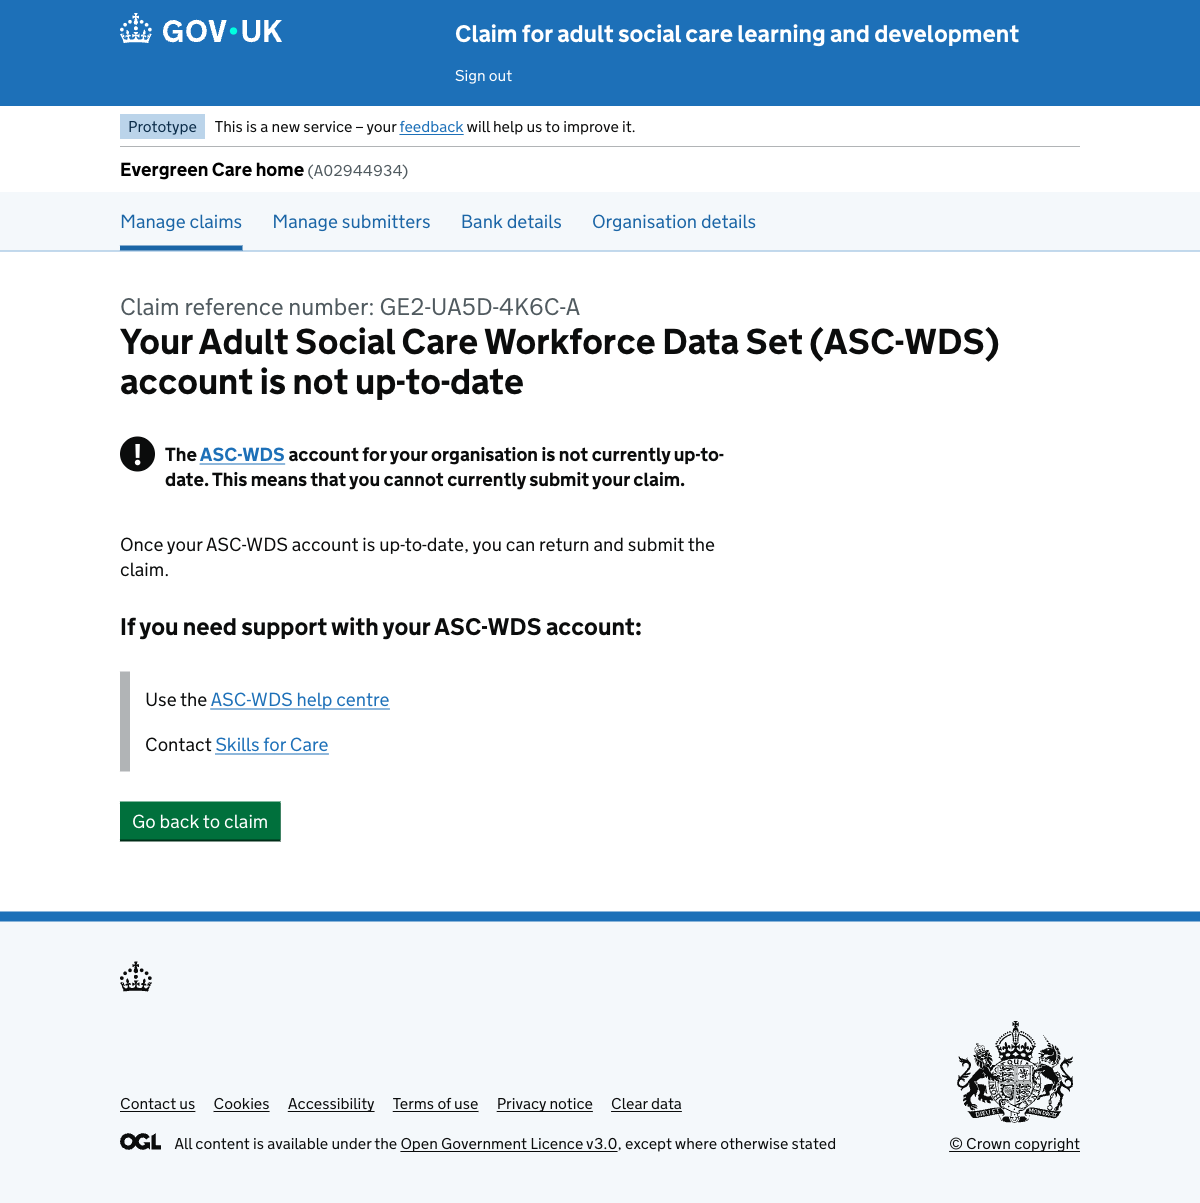 GOV·UK
Claim for adult social care learning and development
Sign out
Prototype
This is a new service – your feedback will help us to improve it.
Evergreen Care home (A02944934)
Manage claims
Manage submitters
Bank details
Organisation details
Claim reference number: GE2-UA5D-4K6C-A
Your Adult Social Care Workforce Data Set (ASC-WDS)
account is not up-to-date
! The ASC-WDS account for your organisation is not currently up-to-
date. This means that you cannot currently submit your claim.
Once your ASC-WDS account is up-to-date, you can return and submit the
claim.
If you need support with your ASC-WDS account:
Use the ASC-WDS help centre
Contact Skills for Care
Go back to claim
Contact us
Cookies
Accessibility
Terms of use
Privacy notice
Clear data
OGL
All content is available under the Open Government Licence v3.0, except where otherwise stated
© Crown copyright